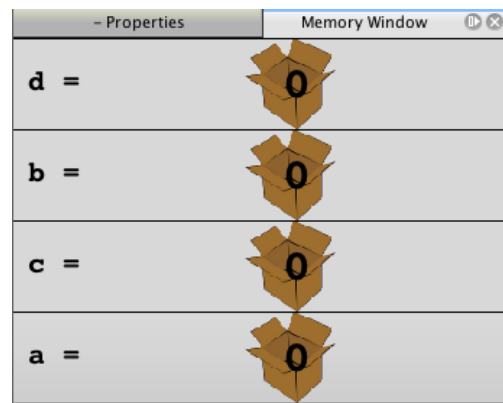 – Properties
Memory Window
d = 0
b = 0
c = 0
a = 0